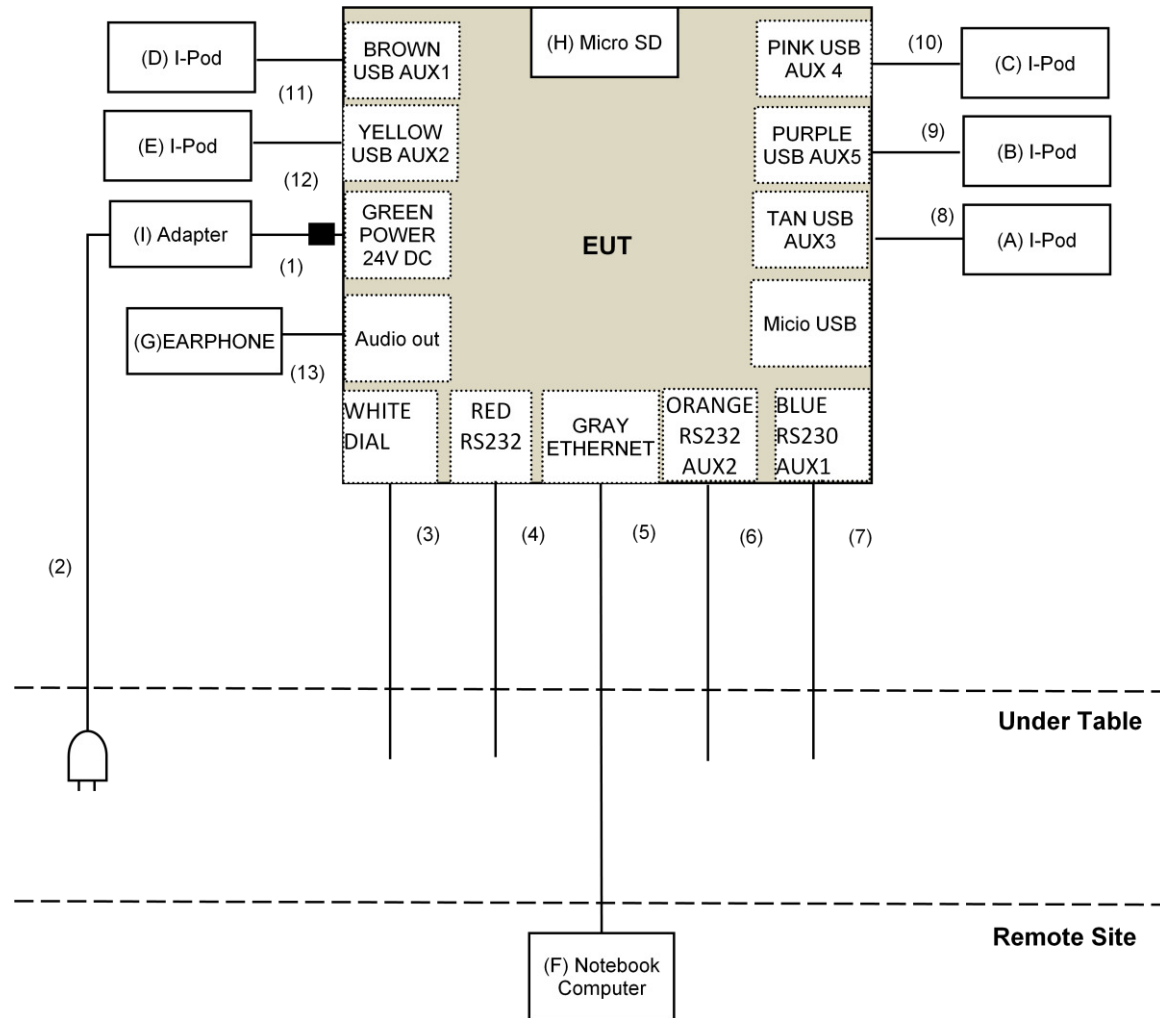 (D) I-Pod
(11)
BROWN
USB AUX1
(H) Micro SD
PINK USB
AUX 4
(10)
(C) I-Pod
(E) I-Pod
(12)
YELLOW
USB AUX2
PURPLE
USB AUX5
(9)
(B) I-Pod
(I) Adapter
(1)
GREEN
POWER
24V DC
EUT
TAN USB
AUX3
(8)
(A) I-Pod
(G)EARPHONE
(13)
Audio out
Micio USB
WHITE
DIAL
RED
RS232
GRAY
ETHERNET
ORANGE
RS232
AUX2
BLUE
RS230
AUX1
(2)
(3)
(4)
(5)
(6)
(7)
Under Table
Remote Site
(F) Notebook
Computer